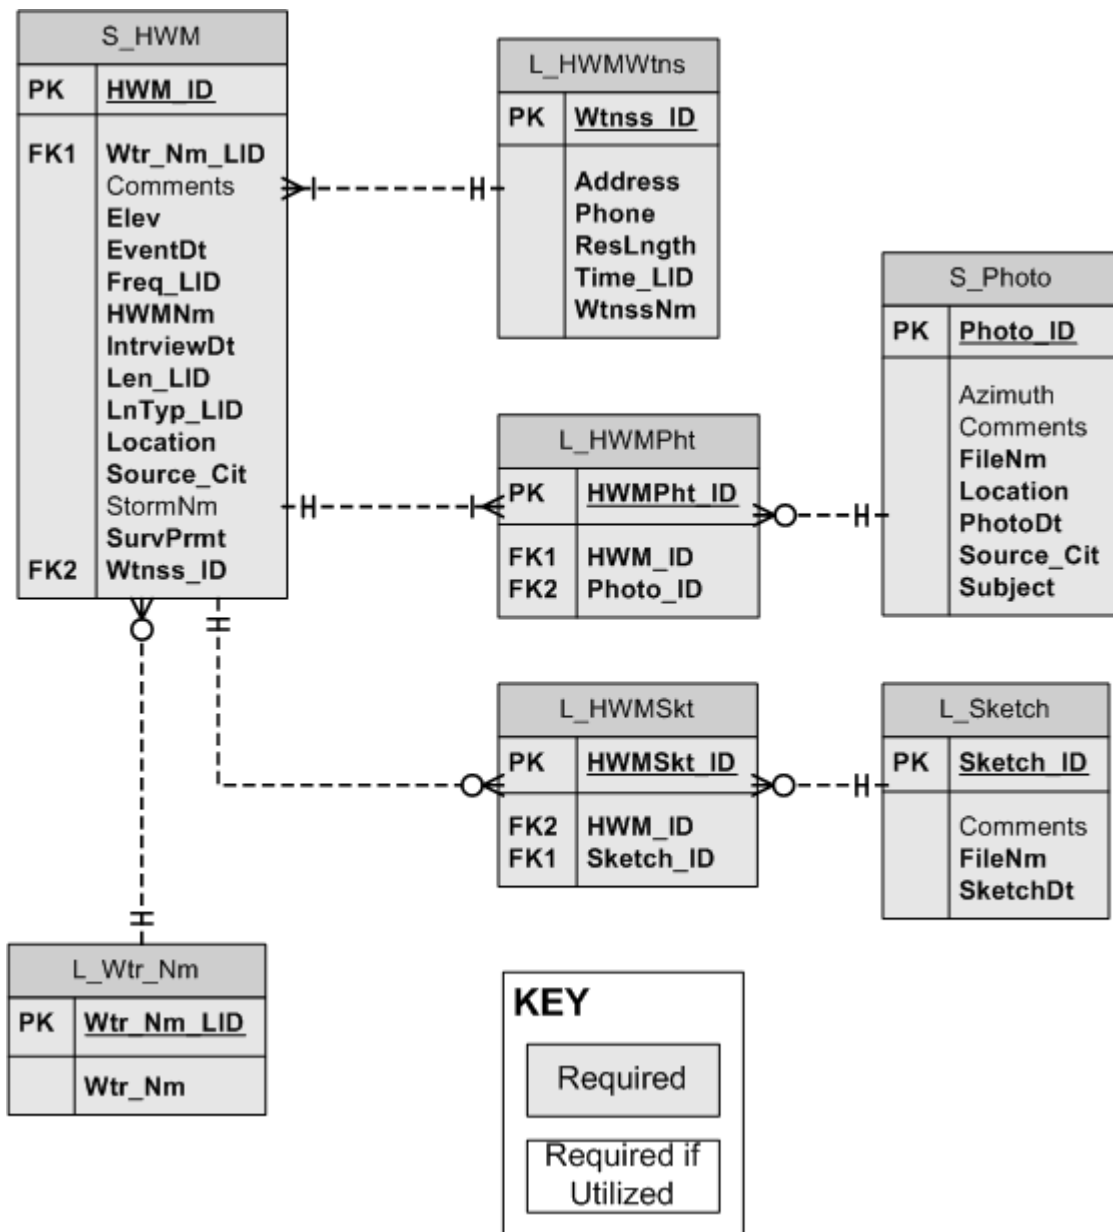 S_HWM
PK HWM_ID
FK1 Wtr_Nm_LID
Comments
Elev
EventDt
Freq_LID
HWMNm
IntrviewDt
Len_LID
LnTyp_LID
Location
Source_Cit
StormNm
SurvPrmt
FK2 Wtnss_ID
L_HWMWtns
PK Wtnss_ID
Address
Phone
ResLngth
Time_LID
WtnssNm
S_Photo
PK Photo_ID
Azimuth
Comments
FileNm
Location
PhotoDt
Source_Cit
Subject
L_HWMPht
PK HWMPht_ID
FK1 HWM_ID
FK2 Photo_ID
L_HWMSkt
PK HWMSkt_ID
FK2 HWM_ID
FK1 Sketch_ID
L_Sketch
PK Sketch_ID
Comments
FileNm
SketchDt
L_Wtr_Nm
PK Wtr_Nm_LID
Wtr_Nm
KEY
Required
Required if
Utilized